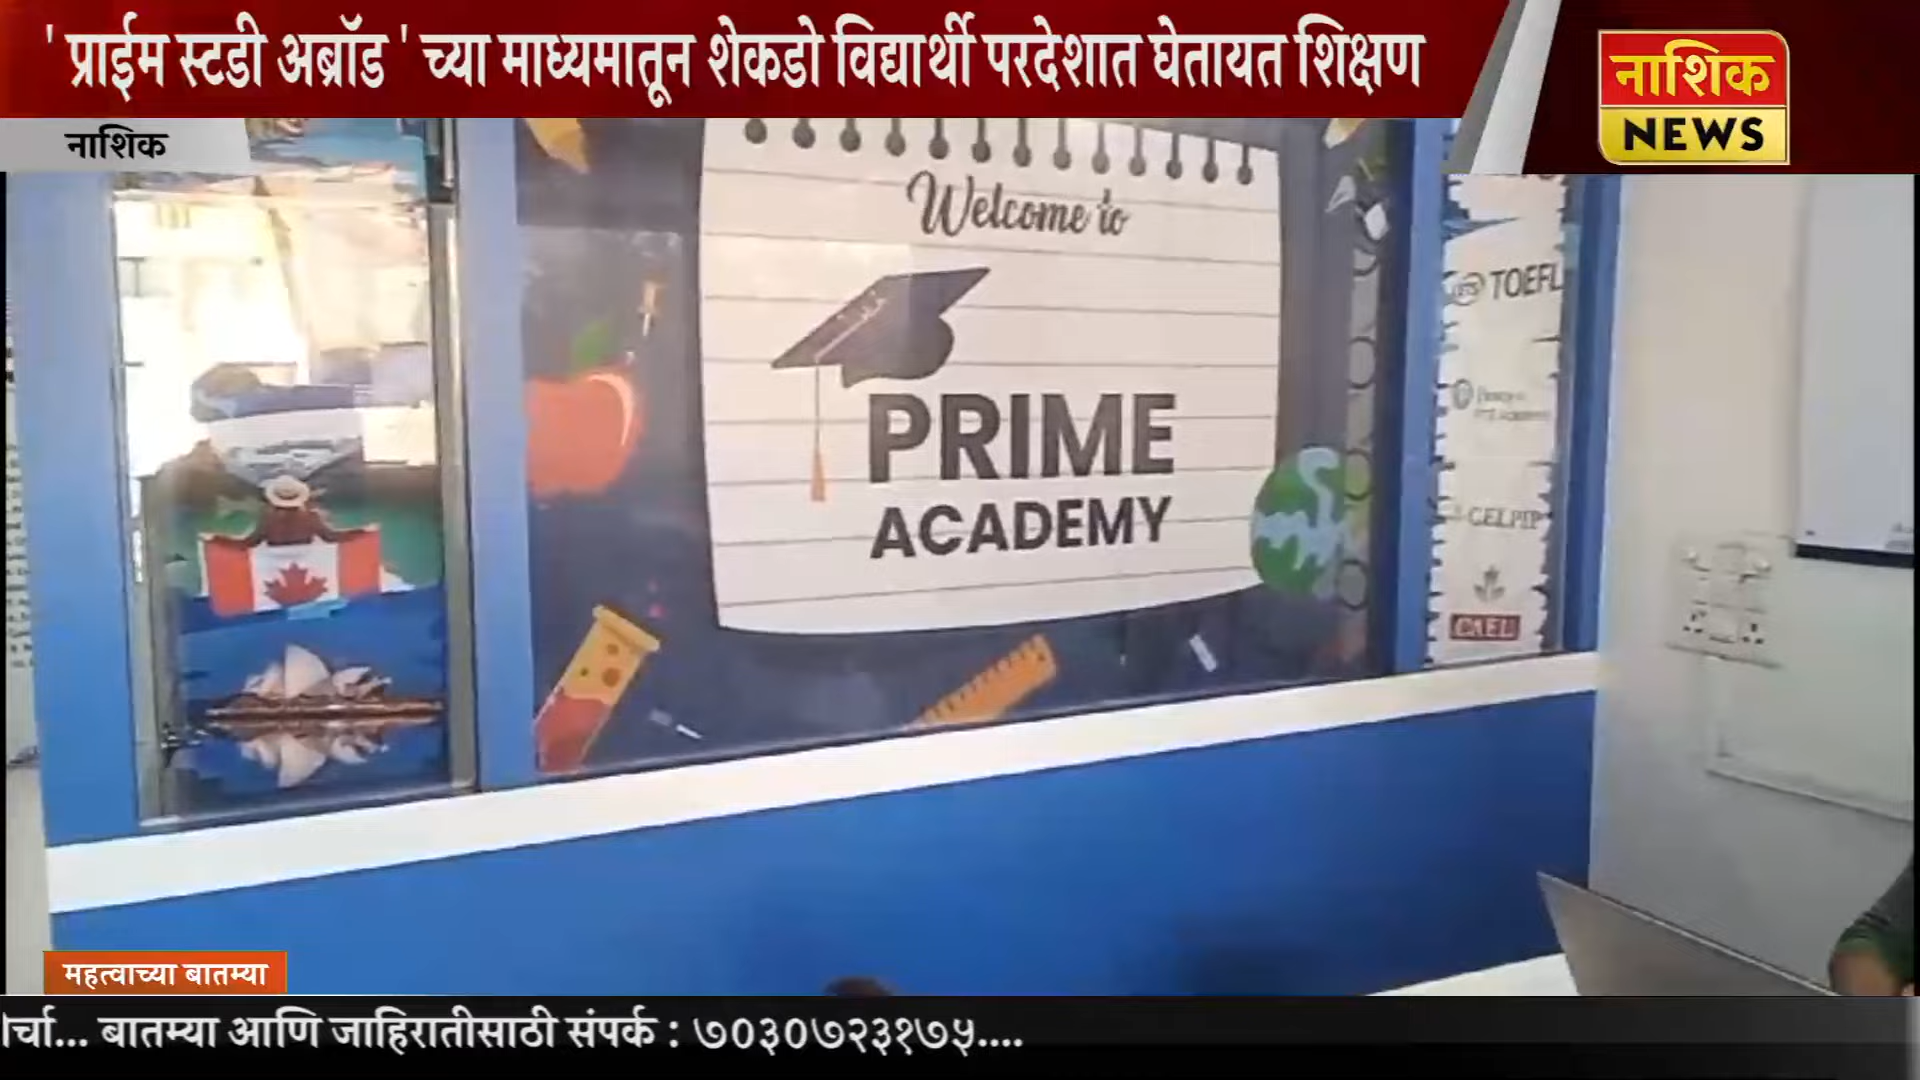 ' प्राईम स्टडी अब्रॉड ' च्या माध्यमातून शेकडो विद्यार्थी परदेशात घेतायत शिक्षण
नाशिक
NEWS
नाशिक
Welcome to
PRIME
ACADEMY
TOEFL
CELPIP
CAEL
महत्वाच्या बातम्या
र्चा... बातम्या आणि जाहिरातीसाठी संपर्क : ७०३०७२३१७५....